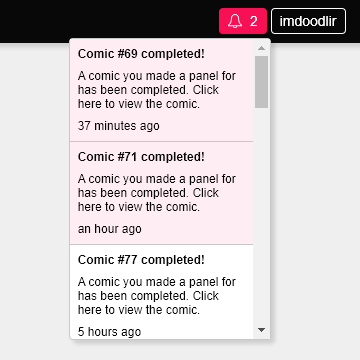 2
imdoodlir
Comic #69 completed!
A comic you made a panel for
has been completed. Click
here to view the comic.
37 minutes ago
Comic #71 completed!
A comic you made a panel for
has been completed. Click
here to view the comic.
an hour ago
Comic #77 completed!
A comic you made a panel for
has been completed. Click
here to view the comic.
5 hours ago